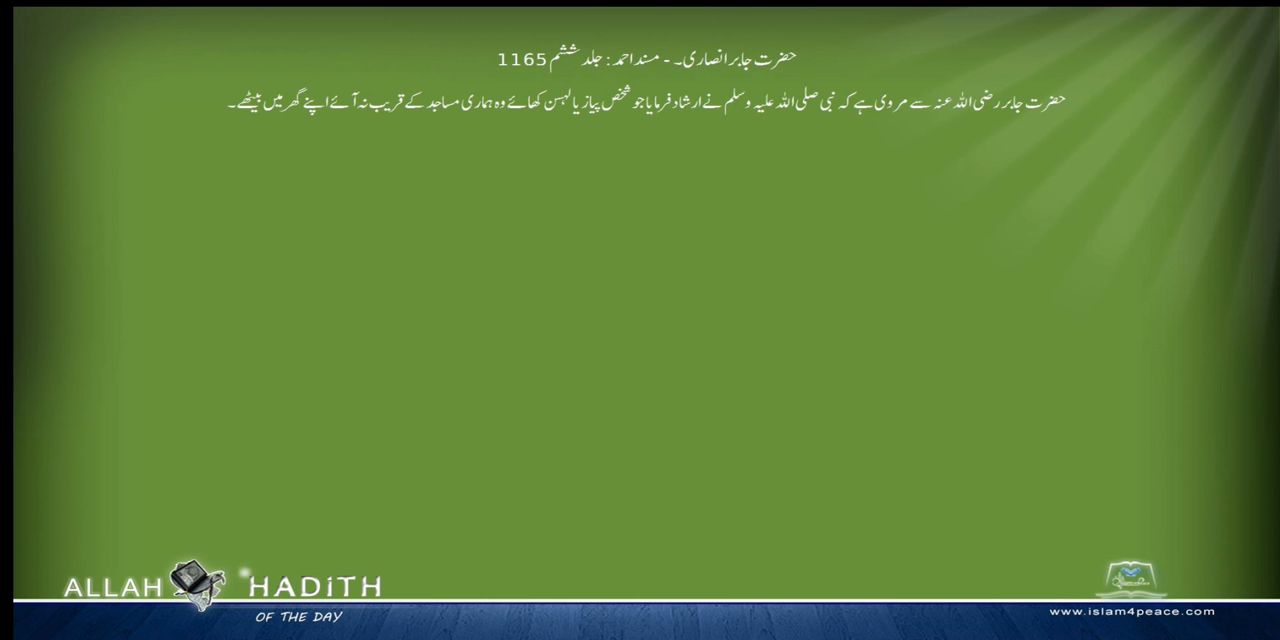 حضرت جابر انصاری۔ - مسند احمد : جلد ششم 1165
حضرت جابر رضی اللہ عنہ سے مروی ہے کہ نبی صلی اللہ علیہ وسلم نے ارشاد فرمایا جو شخص پیاز یا لہسن کھائے وہ ہماری مساجد کے قریب نہ آئے اپنے گھر میں بیٹھے۔
ALLAH HADiTH
OF THE DAY
www.islam4peace.com